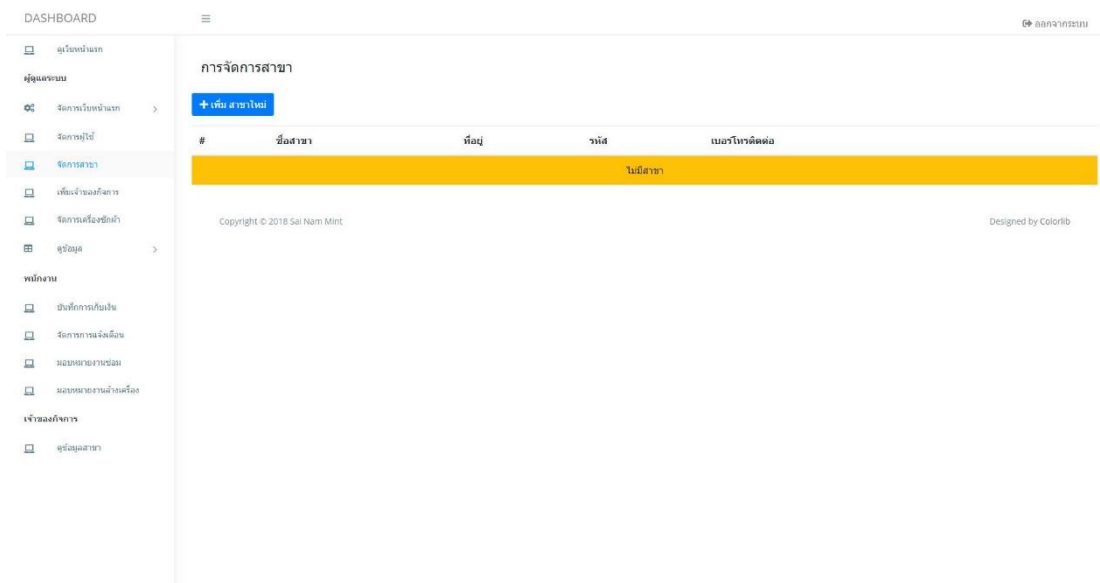 DASHBOARD
ออกจากระบบ
ดูเว็บหน้าแรก
ผู้ดูแลระบบ
จัดการเว็บหน้าแรก
จัดการผู้ใช้
จัดการสาขา
เพิ่มเจ้าของกิจการ
จัดการเครื่องซักผ้า
ดูข้อมูล
พนักงาน
บันทึกการเก็บเงิน
จัดการการแจ้งเตือน
มอบหมายงานซ่อม
มอบหมายงานล้างเครื่อง
เจ้าของกิจการ
ดูข้อมูลสาขา
การจัดการสาขา
+ เพิ่ม สาขาใหม่
# ชื่อสาขา ที่อยู่ รหัส เบอร์โทรติดต่อ
ไม่มีสาขา
Copyright © 2018 Sai Nam Mint Designed by Colorlib